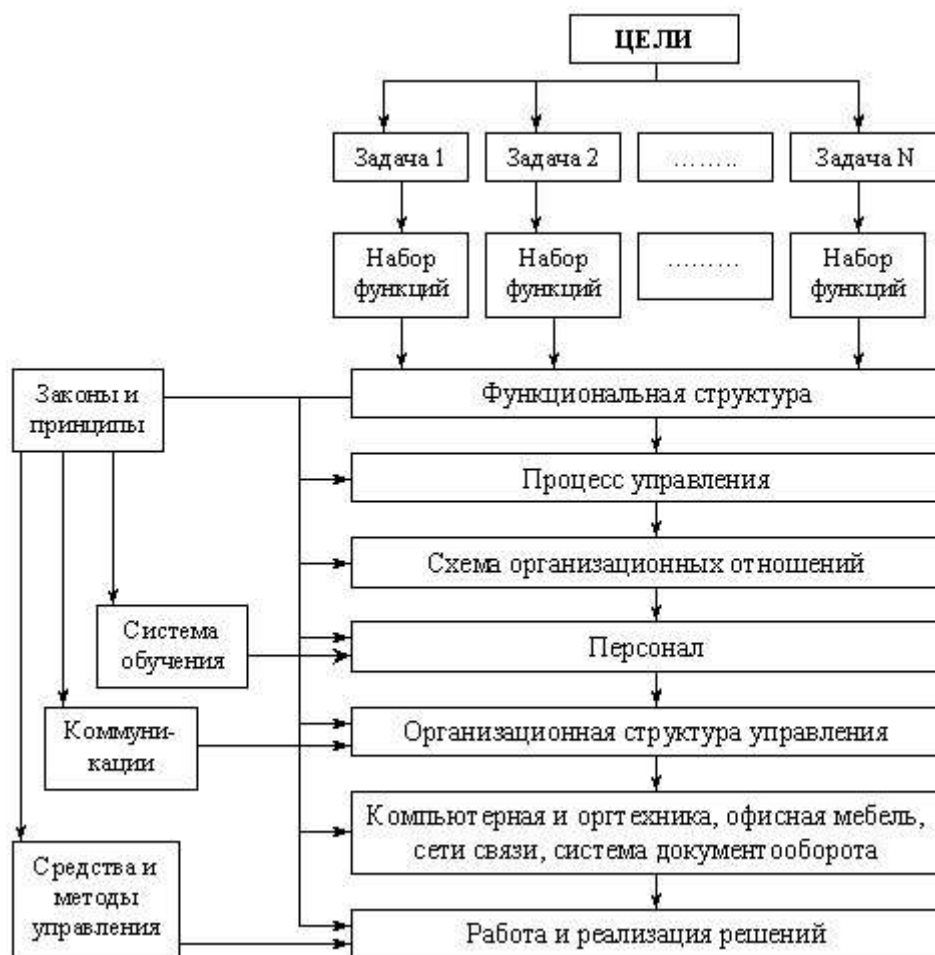 ЦЕЛИ
Задача 1
Задача 2
........
Задача N
Набор
функций
Набор
функций
.........
Набор
функций
Законы и
принципы
Функциональная структура
Процесс управления
Схема организационных отношений
Система
обучения
Персонал
Коммуни-
кации
Организационная структура управления
Компьютерная и оргтехника, офисная мебель,
сети связи, система документооборота
Средства и
методы
управления
Работа и реализация решений